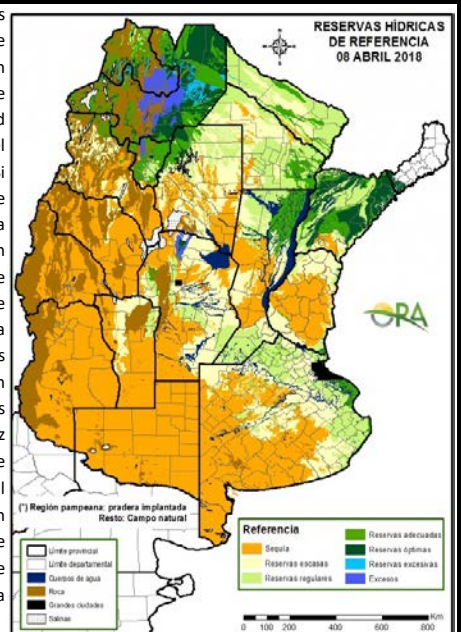 s
e
n
e
d
el
si
e
a
n
e
e
a
s
n
s
z
e
l
n
e
e
a
RESERVAS HÍDRICAS
DE REFERENCIA
08 ABRIL 2018
ORA
(*) Región pampeana: pradera implantada
Resto: Campo natural
Límite provincial
Límite departamental
Cuerpos de agua
Roca
Grandes ciudades
Salinas
Referencia
Sequía
Reservas escasas
Reservas regulares
Reservas adecuadas
Reservas óptimas
Reservas excesivas
Excesos
Km
0 100 200 400 600 800